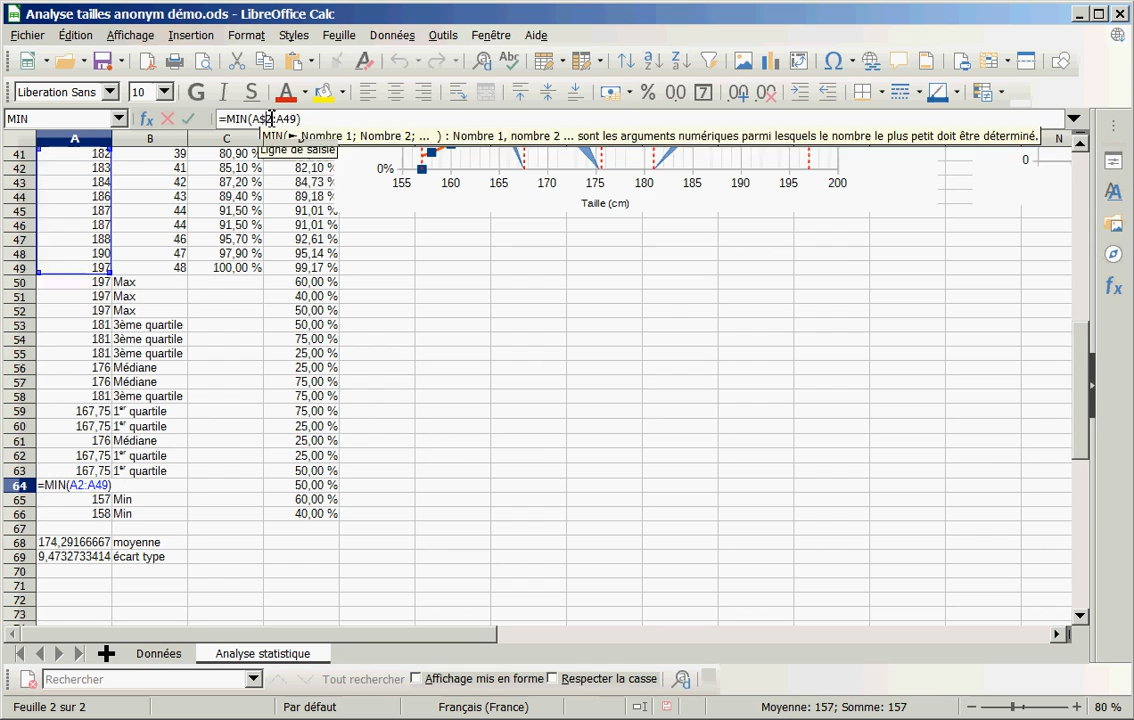 Analyse tailles anonym démo.ods - LibreOffice Calc
Fichier Édition Affichage Insertion Format Styles Feuille Données Outils Fenêtre Aide
Liberation Sans 10 G I S A % 0,0
MIN =MIN(A$2:A49)
MIN( Nombre 1; Nombre 2; ... ) : Nombre 1, nombre 2 ... sont les arguments numériques parmi lesquels le nombre le plus petit doit être déterminé.
Ligne de saisie
A B N
41 182 39 80,90 %
42 183 41 85,10 % 82,10 % 0% 0
43 184 42 87,20 % 84,73 % 155 160 165 170 175 180 185 190 195 200
44 186 43 89,40 % 89,18 % Taille (cm)
45 187 44 91,50 % 91,01 %
46 187 44 91,50 % 91,01 %
47 188 46 95,70 % 92,61 %
48 190 47 97,90 % 95,14 %
49 197 48 100,00 % 99,17 %
50 197 Max 60,00 %
51 197 Max 40,00 %
52 197 Max 50,00 %
53 181 3ème quartile 50,00 %
54 181 3ème quartile 75,00 %
55 181 3ème quartile 25,00 %
56 176 Médiane 25,00 %
57 176 Médiane 75,00 %
58 181 3ème quartile 75,00 %
59 167,75 1er quartile 75,00 %
60 167,75 1er quartile 25,00 %
61 176 Médiane 25,00 %
62 167,75 1er quartile 25,00 %
63 167,75 1er quartile 50,00 %
64 =MIN(A2:A49) 50,00 %
65 157 Min 60,00 %
66 158 Min 40,00 %
67
68 174,29166667 moyenne
69 9,4732733414 écart type
70
71
72
73
Données Analyse statistique
Rechercher Tout rechercher Affichage mis en forme Respecter la casse
Feuille 2 sur 2 Par défaut Français (France) Moyenne: 157; Somme: 157 80 %